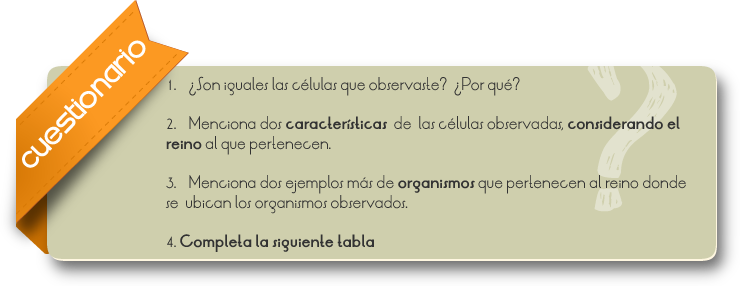 cuestionario
1. ¿Son iguales las células que observaste? ¿Por qué?
2. Menciona dos características de las células observadas, considerando el
reino al que pertenecen.
3. Menciona dos ejemplos más de organismos que pertenecen al reino donde
se ubican los organismos observados.
4. Completa la siguiente tabla
?